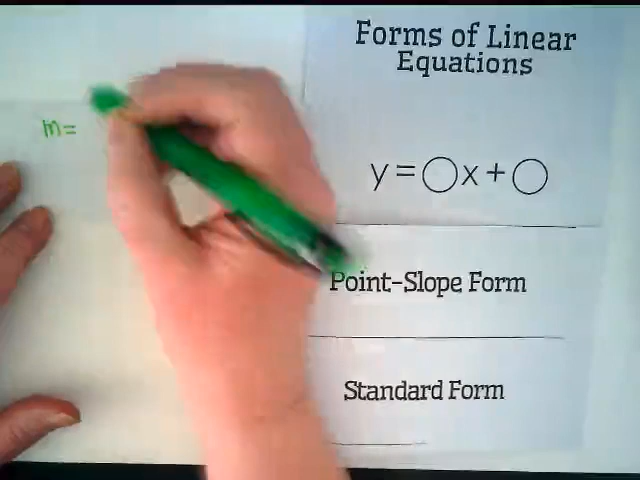 Forms of Linear
Equations
m=
y=○x+○
Point-Slope Form
Standard Form